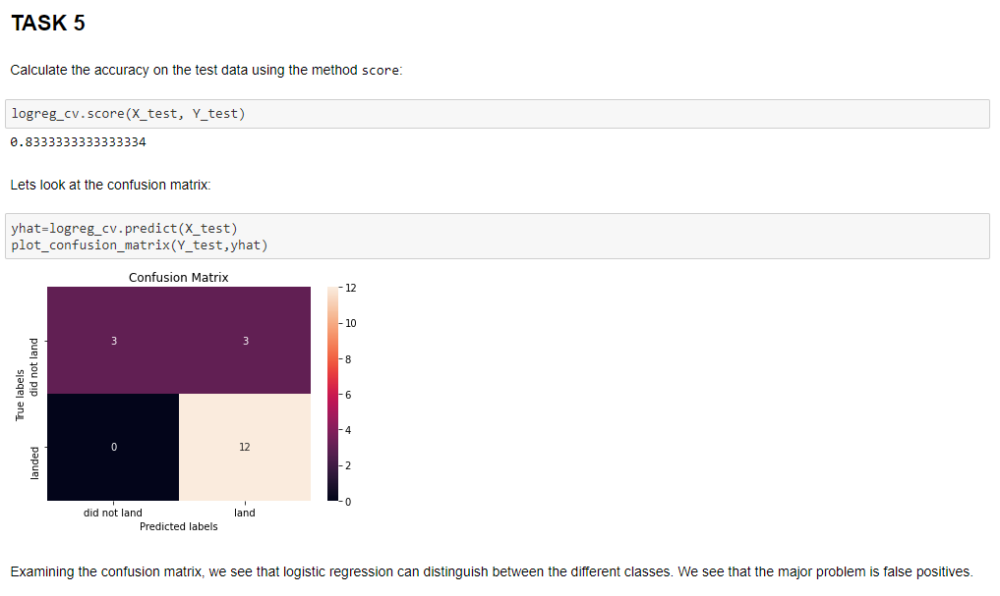 TASK 5
Calculate the accuracy on the test data using the method score:
logreg_cv.score(X_test, Y_test)
0.8333333333333334
Lets look at the confusion matrix:
yhat=logreg_cv.predict(X_test)
plot_confusion_matrix(Y_test,yhat)
Confusion Matrix
True labels
did not land
landed
3
3
0
12
did not land
land
Predicted labels
12
10
8
6
4
2
0
Examining the confusion matrix, we see that logistic regression can distinguish between the different classes. We see that the major problem is false positives.